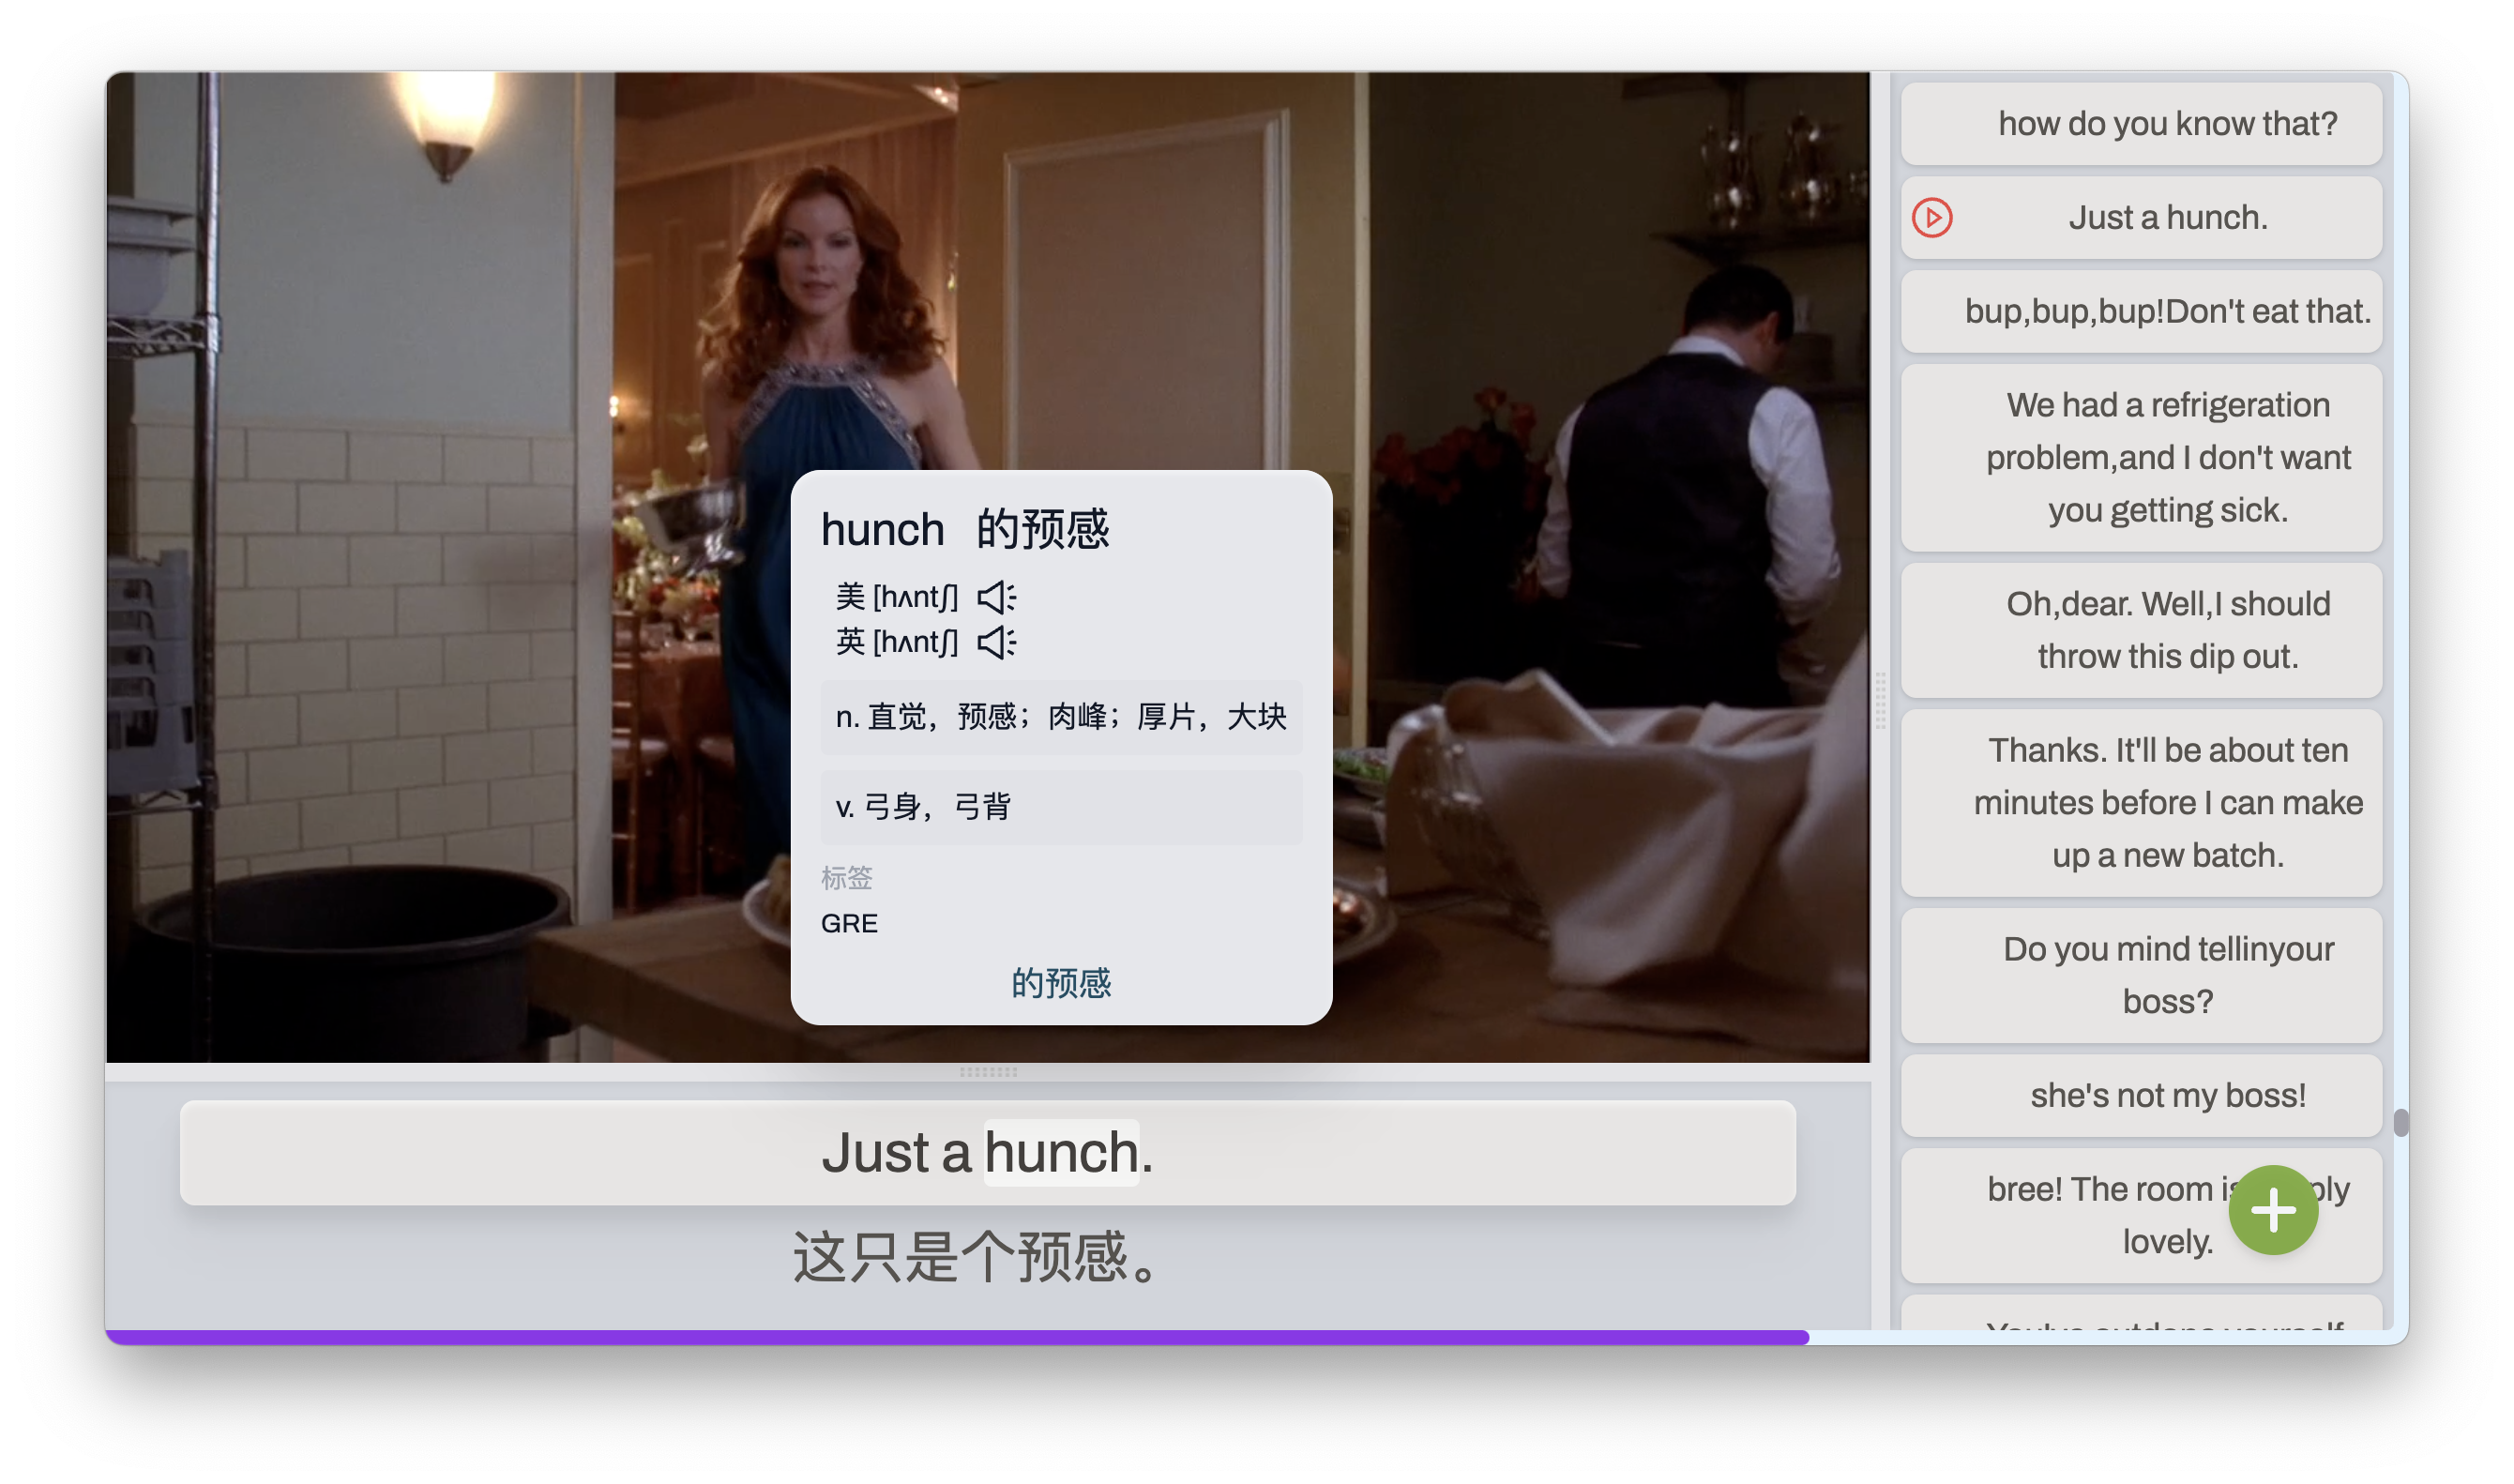 hunch 的预感
美 [hʌntʃ]
英 [hʌntʃ]
n. 直觉，预感；肉峰；厚片，大块
v. 弓身，弓背
标签
GRE
的预感
Just a hunch.
这只是个预感。
how do you know that?
Just a hunch.
bup,bup,bup!Don't eat that.
We had a refrigeration
problem,and I don't want
you getting sick.
Oh,dear. Well,I should
throw this dip out.
Thanks. It'll be about ten
minutes before I can make
up a new batch.
Do you mind tellinyour
boss?
she's not my boss!
bree! The room
lovely.